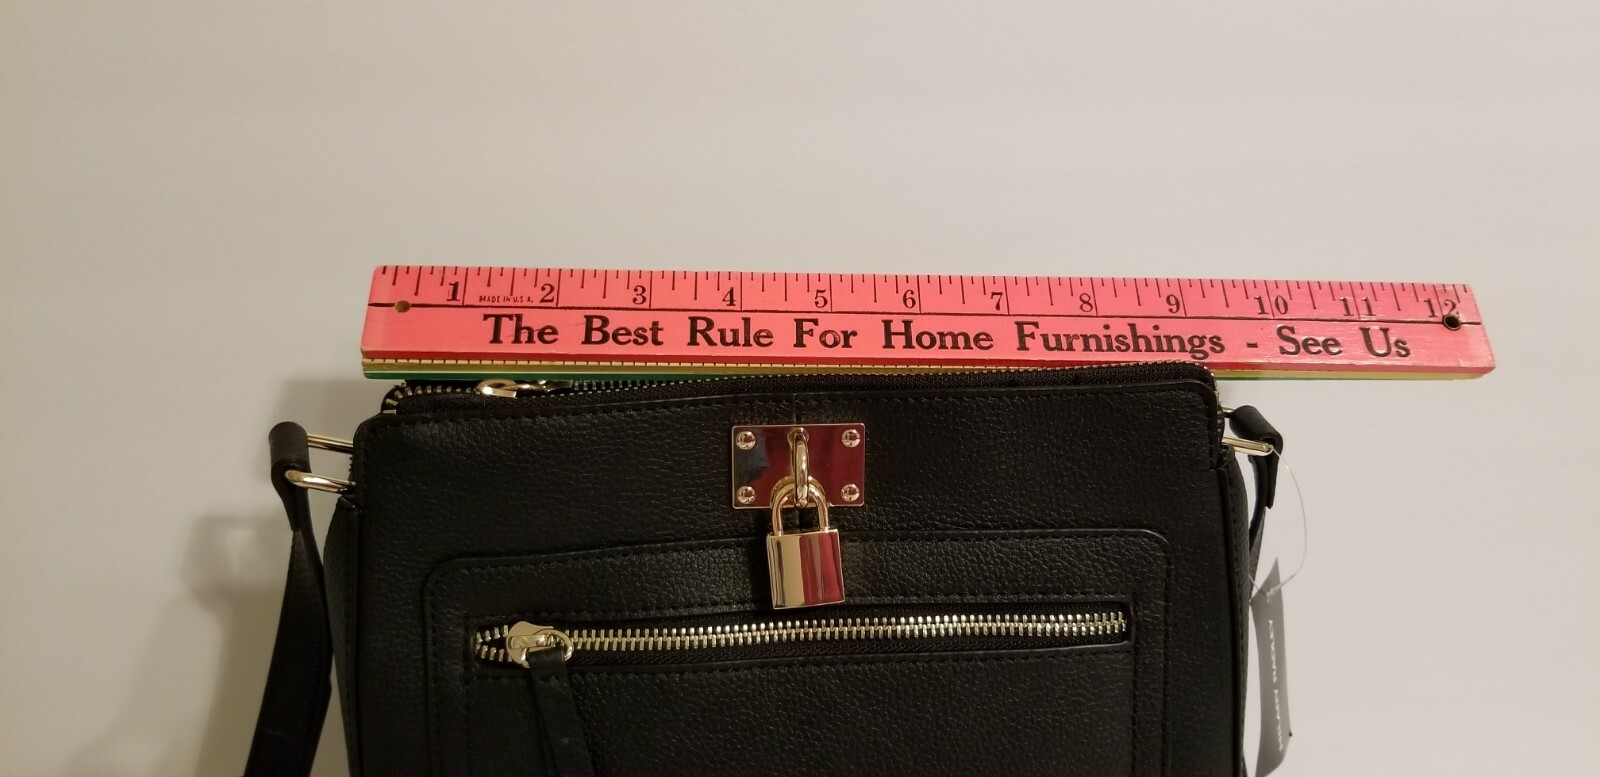 1 2 3 4 5 6 7 8 9 10 11 12
MADE IN U.S.A.
The Best Rule For Home Furnishings - See Us